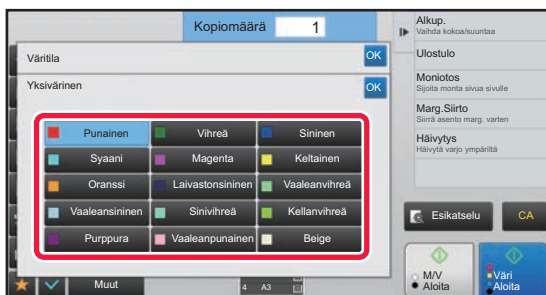 Kopiomäärä 1
Väritila OK
Yksivärinen OK
Punainen Vihreä Sininen
Syaani Magenta Keltainen
Oranssi Laivastonsininen Vaaleanvihreä
Vaaleansininen Sinivihreä Kellanvihreä
Purppura Vaaleanpunainen Beige
Muut
4 A3
Alkup.
Vaihda kokoa/suuntaa
Ulostulo
Moniotos
Sijoita monta sivua sivulle
Marg.Siirto
Siirrä asento marg. varten
Häivytys
Häivytä varjo ympäriltä
Esikatselu CA
M/V
Aloita
Väri
Aloita